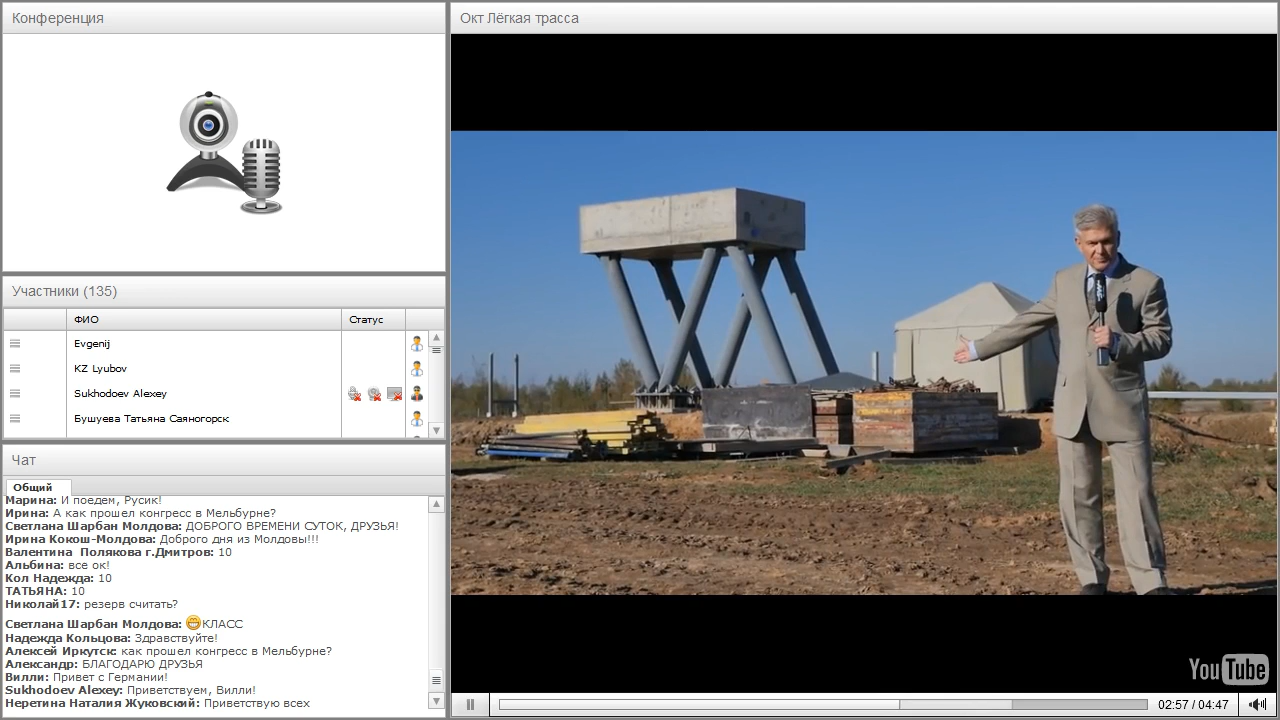 Конференция
Участники (135)
ФИО Статус
Evgenij
KZ Lyubov
Sukhodoev Alexey
Бушуева Татьяна Саяногорск
Чат
Общий
Марина: И поедем, Русик!
Ирина: А как прошел конгресс в Мельбурне?
Светлана Шарбан Молдова: ДОБРОГО ВРЕМЕНИ СУТОК, ДРУЗЬЯ!
Ирина Кокош-Молдова: Доброго дня из Молдовы!!!
Валентина Полякова г.Дмитров: 10
Альбина: все ок!
Кол Надежда: 10
ТАТЬЯНА: 10
Николай17: резерв считать?
Светлана Шарбан Молдова: КЛАСС
Надежда Кольцова: Здравствуйте!
Алексей Иркутск: как прошел конгресс в Мельбурне?
Александр: БЛАГОДАРЮ ДРУЗЬЯ
Вилли: Привет с Германии!
Sukhodoev Alexey: Приветствуем, Вилли!
Неретина Наталия Жуковский: Приветствую всех
Окт Лёгкая трасса
YouTube
02:57 / 04:47